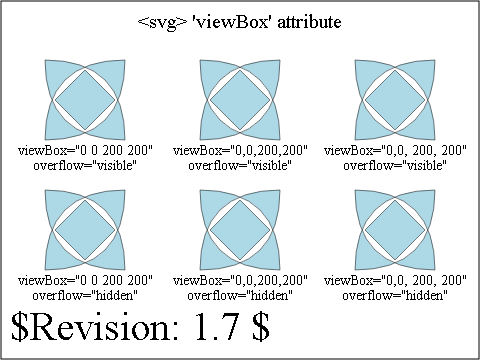 <svg> 'viewBox' attribute
viewBox="0 0 200 200" viewBox="0,0,200,200" viewBox="0,0, 200, 200"
overflow="visible" overflow="visible" overflow="visible"
viewBox="0 0 200 200" viewBox="0,0,200,200" viewBox="0,0, 200, 200"
overflow="hidden" overflow="hidden" overflow="hidden"
$Revision: 1.7 $